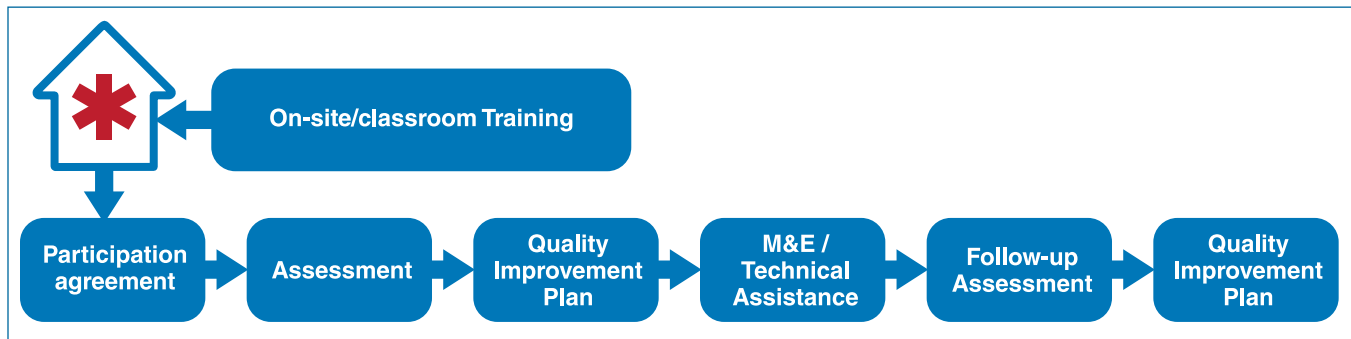 On-site/classroom Training
Participation
agreement
Assessment
Quality
Improvement
Plan
M&E /
Technical
Assistance
Follow-up
Assessment
Quality
Improvement
Plan